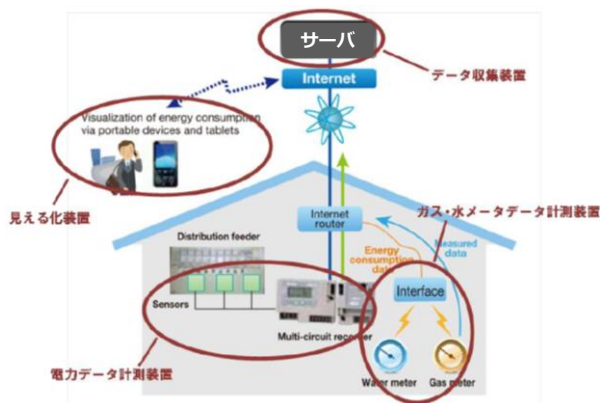 サーバ
データ収集装置
Internet
Visualization of energy consumption
via portable devices and tablets
見える化装置
Internet
router
ガス・水メータデータ計測装置
Distribution feeder
Energy
consumption
data
Measured
data
Interface
Sensors
Multi-circuit recorder
Water meter
Gas meter
電力データ計測装置